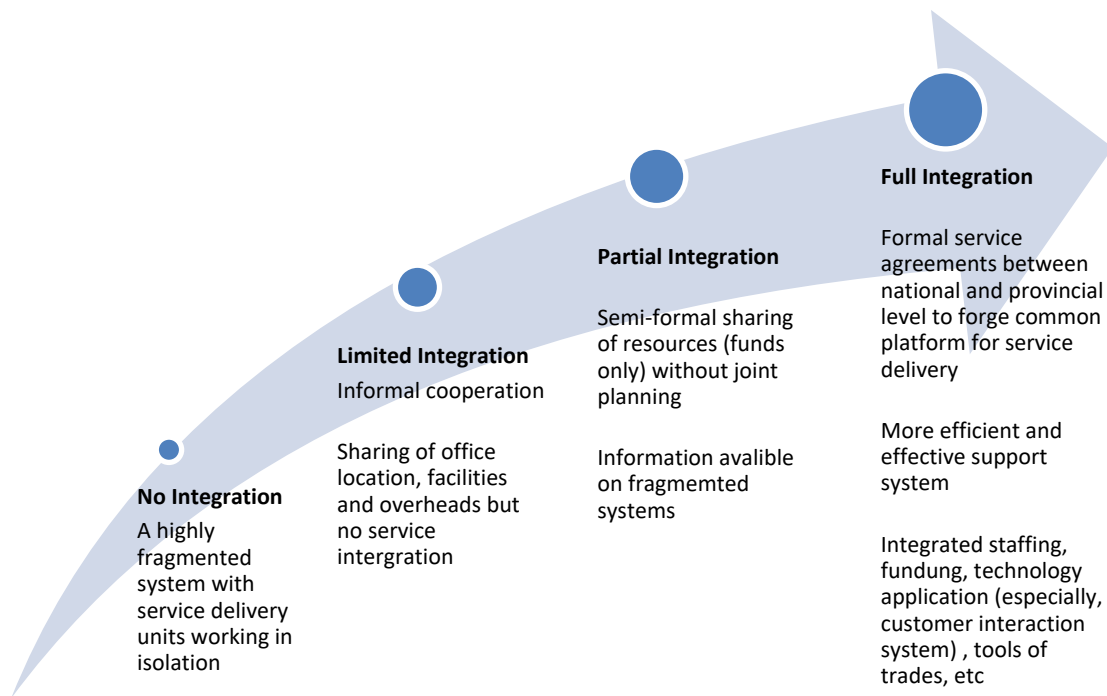 No Integration
A highly
fragmented
system with
service delivery
units working in
isolation
Limited Integration
Informal cooperation
Sharing of office
location, facilities
and overheads but
no service
intergration
Partial Integration
Semi-formal sharing
of resources (funds
only) without joint
planning
Information avalible
on fragmemted
systems
Full Integration
Formal service
agreements between
national and provincial
level to forge common
platform for service
delivery
More efficient and
effective support
system
Integrated staffing,
fundung, technology
application (especially,
customer interaction
system) , tools of
trades, etc